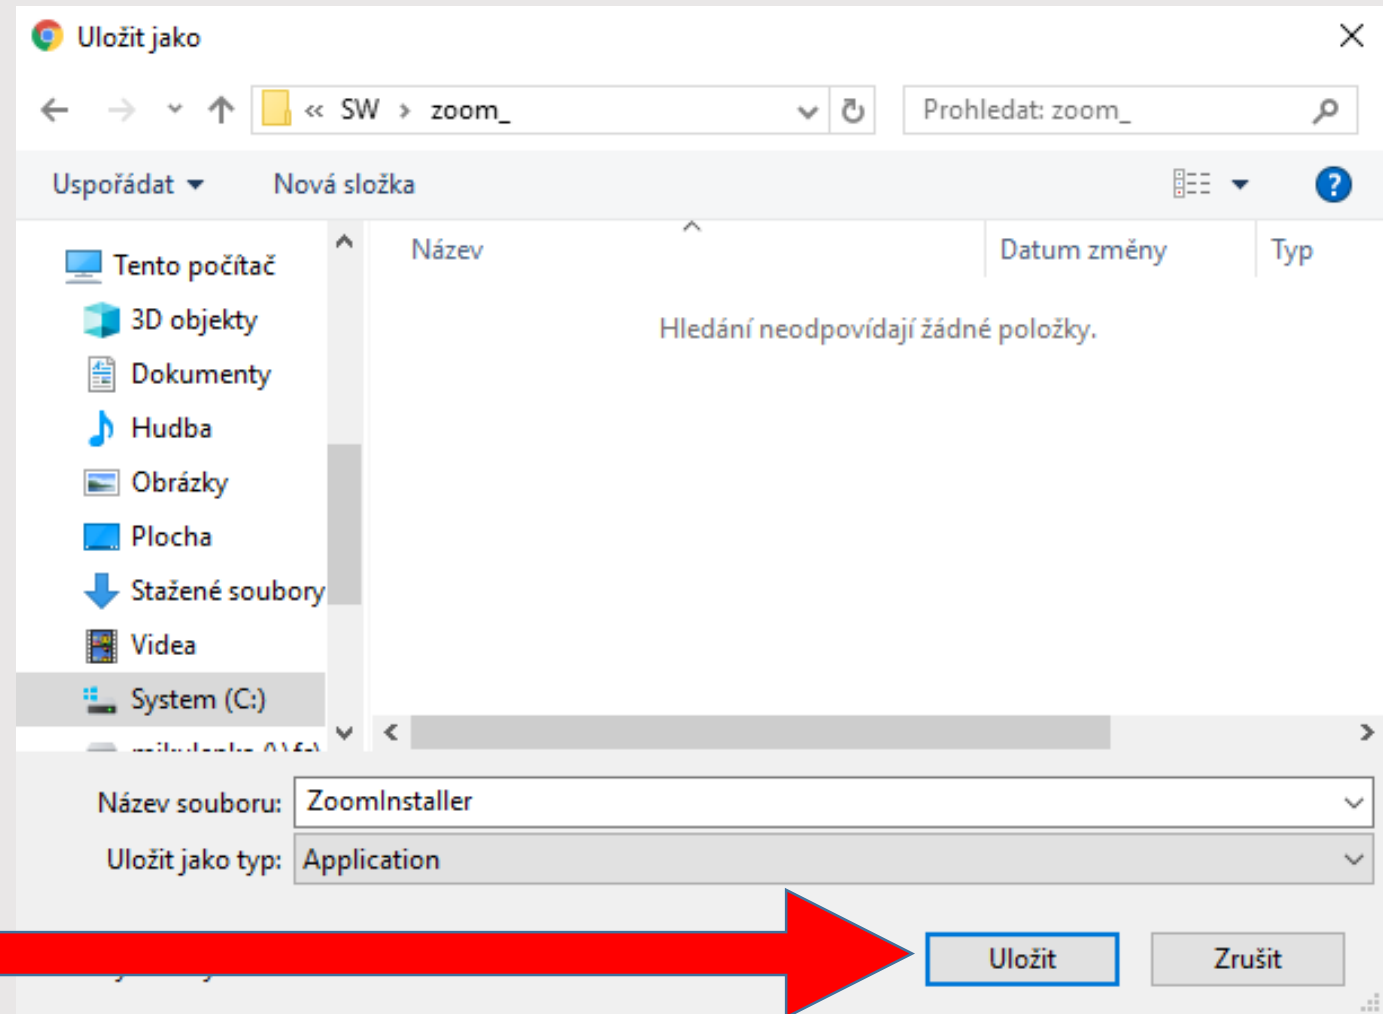 Uložit jako
« SW › zoom_
Prohledat: zoom_
Uspořádat
Nová složka
Název
Datum změny
Typ
Hledání neodpovídají žádné položky.
Tento počítač
3D objekty
Dokumenty
Hudba
Obrázky
Plocha
Stažené soubory
Videa
System (C:)
Název souboru: ZoomInstaller
Uložit jako typ: Application
Uložit
Zrušit